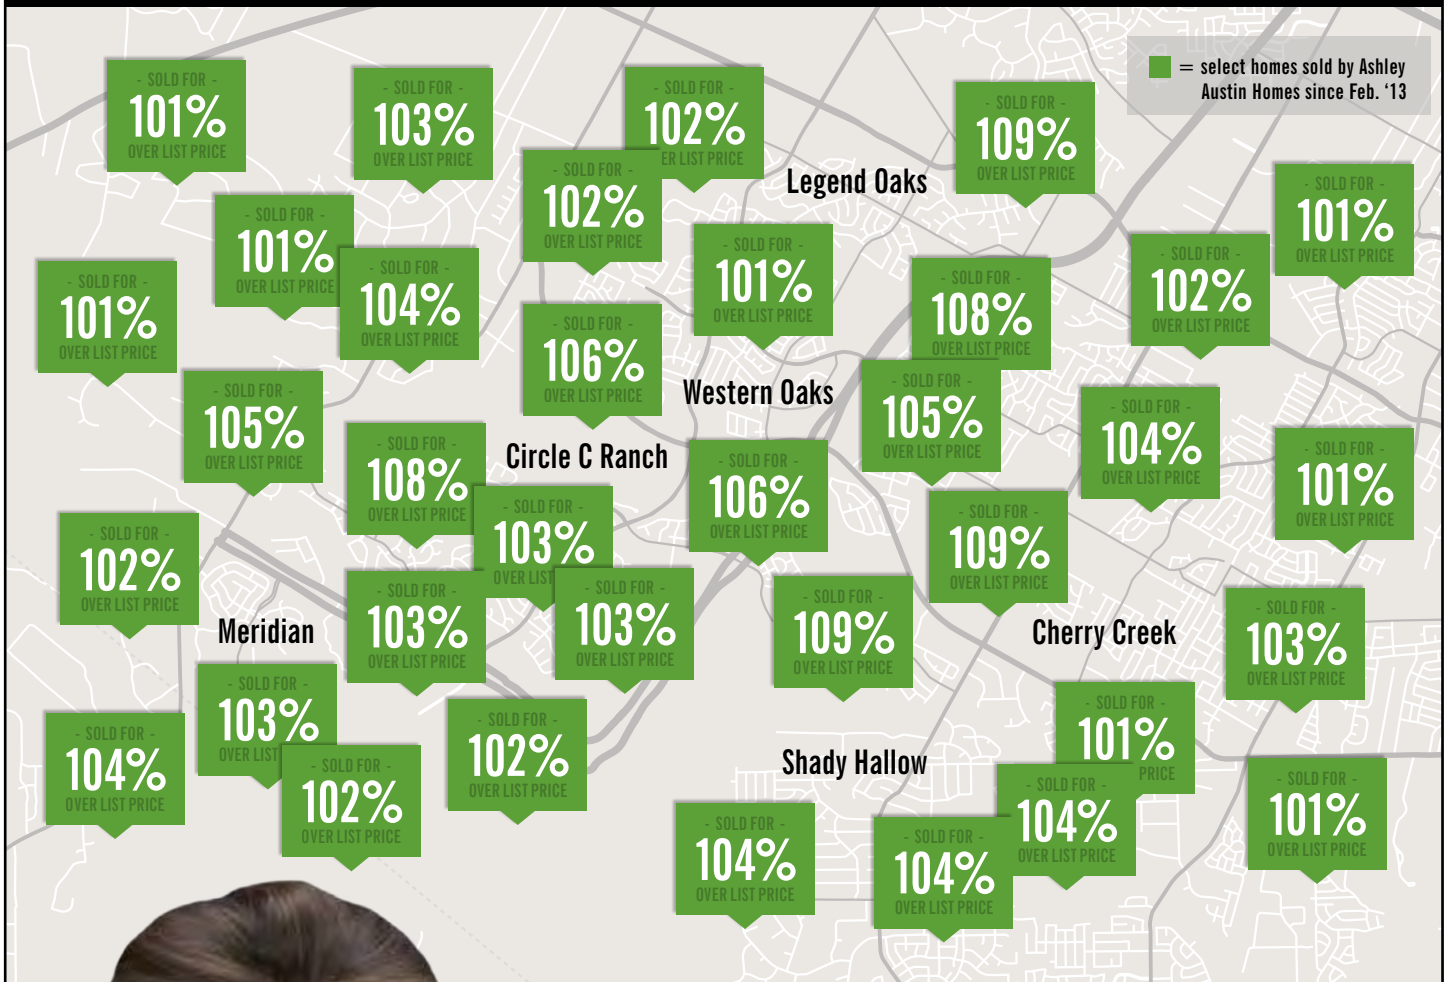 = select homes sold by Ashley
Austin Homes since Feb. ‘13
- SOLD FOR -
101%
OVER LIST PRICE
- SOLD FOR -
103%
OVER LIST PRICE
- SOLD FOR -
102%
ER LIST PRICE
- SOLD FOR -
109%
OVER LIST PRICE
- SOLD FOR -
102%
OVER LIST PRICE
Legend Oaks
- SOLD FOR -
101%
OVER LIST PRICE
- SOLD FOR -
101%
OVER LIST PRICE
- SOLD FOR -
101%
OVER LIST PRICE
- SOLD FOR -
102%
OVER LIST PRICE
- SOLD FOR -
104%
OVER LIST PRICE
- SOLD FOR -
108%
OVER LIST PRICE
- SOLD FOR -
101%
OVER LIST PRICE
- SOLD FOR -
106%
OVER LIST PRICE
Western Oaks
- SOLD FOR -
105%
OVER LIST PRICE
- SOLD FOR -
105%
OVER LIST PRICE
- SOLD FOR -
104%
OVER LIST PRICE
- SOLD FOR -
108%
OVER LIST PRICE
Circle C Ranch
- SOLD FOR -
106%
OVER LIST PRICE
- SOLD FOR -
101%
OVER LIST PRICE
- SOLD FOR -
103%
OVER LIST
- SOLD FOR -
109%
OVER LIST PRICE
- SOLD FOR -
102%
OVER LIST PRICE
Meridian
- SOLD FOR -
103%
OVER LIST PRICE
- SOLD FOR -
103%
OVER LIST PRICE
- SOLD FOR -
109%
OVER LIST PRICE
Cherry Creek
- SOLD FOR -
103%
OVER LIST PRICE
- SOLD FOR -
103%
OVER LIST
- SOLD FOR -
104%
OVER LIST PRICE
- SOLD FOR -
102%
OVER LIST PRICE
- SOLD FOR -
102%
OVER LIST PRICE
Shady Hallow
- SOLD FOR -
101%
PRICE
- SOLD FOR -
104%
OVER LIST PRICE
- SOLD FOR -
101%
OVER LIST PRICE
- SOLD FOR -
104%
OVER LIST PRICE
- SOLD FOR -
104%
OVER LIST PRICE